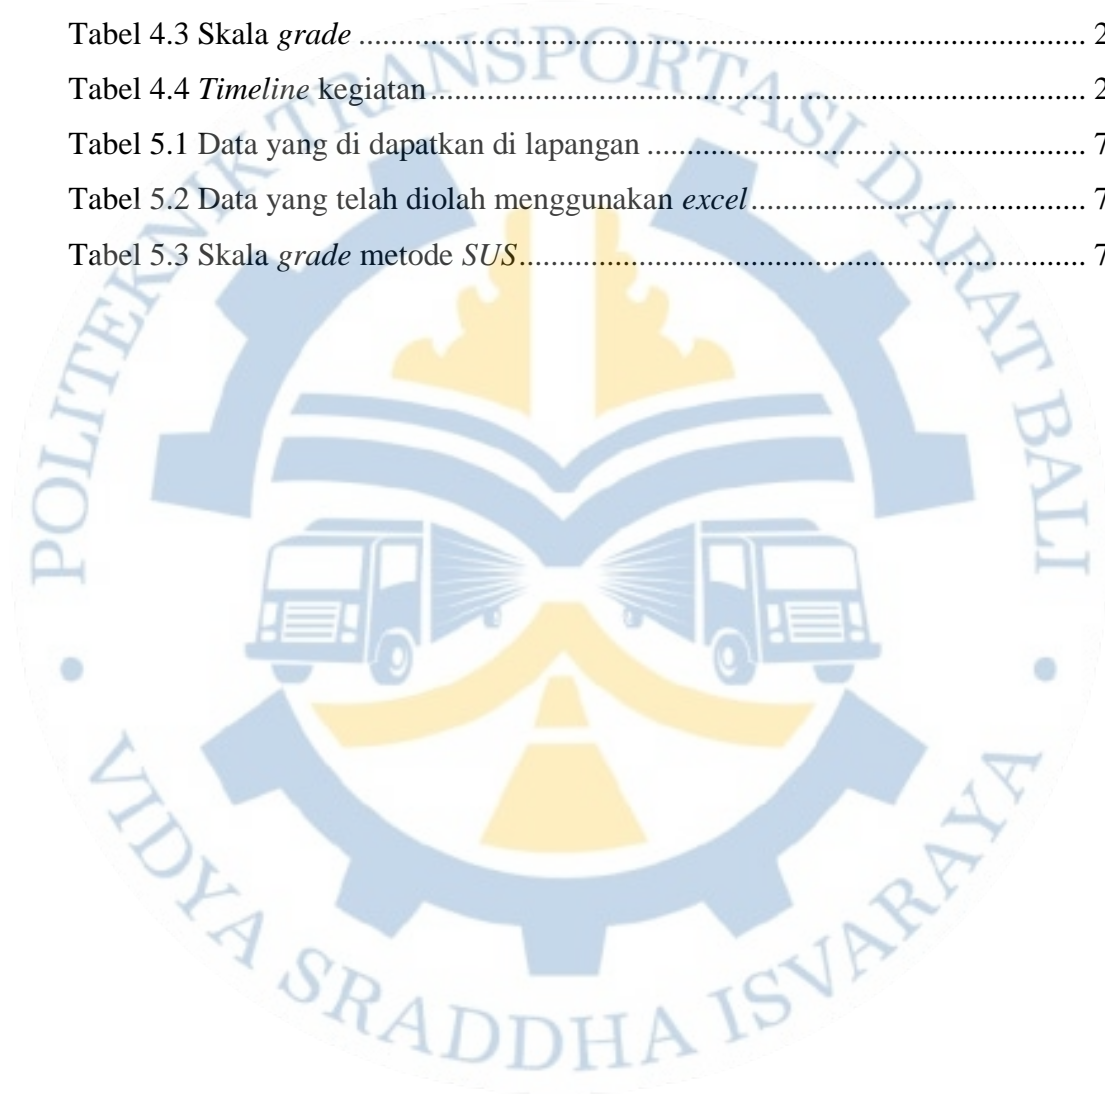 Tabel 4.3 Skala grade ........................................................................................... 2
Tabel 4.4 Timeline kegiatan .................................................................................. 2
Tabel 5.1 Data yang di dapatkan di lapangan ....................................................... 7
Tabel 5.2 Data yang telah diolah menggunakan excel .......................................... 7
Tabel 5.3 Skala grade metode SUS ....................................................................... 7
POLITEKNIK TRANSPORTASI DARAT BALI
• VIDYA SRADDHA ISVARAYA •